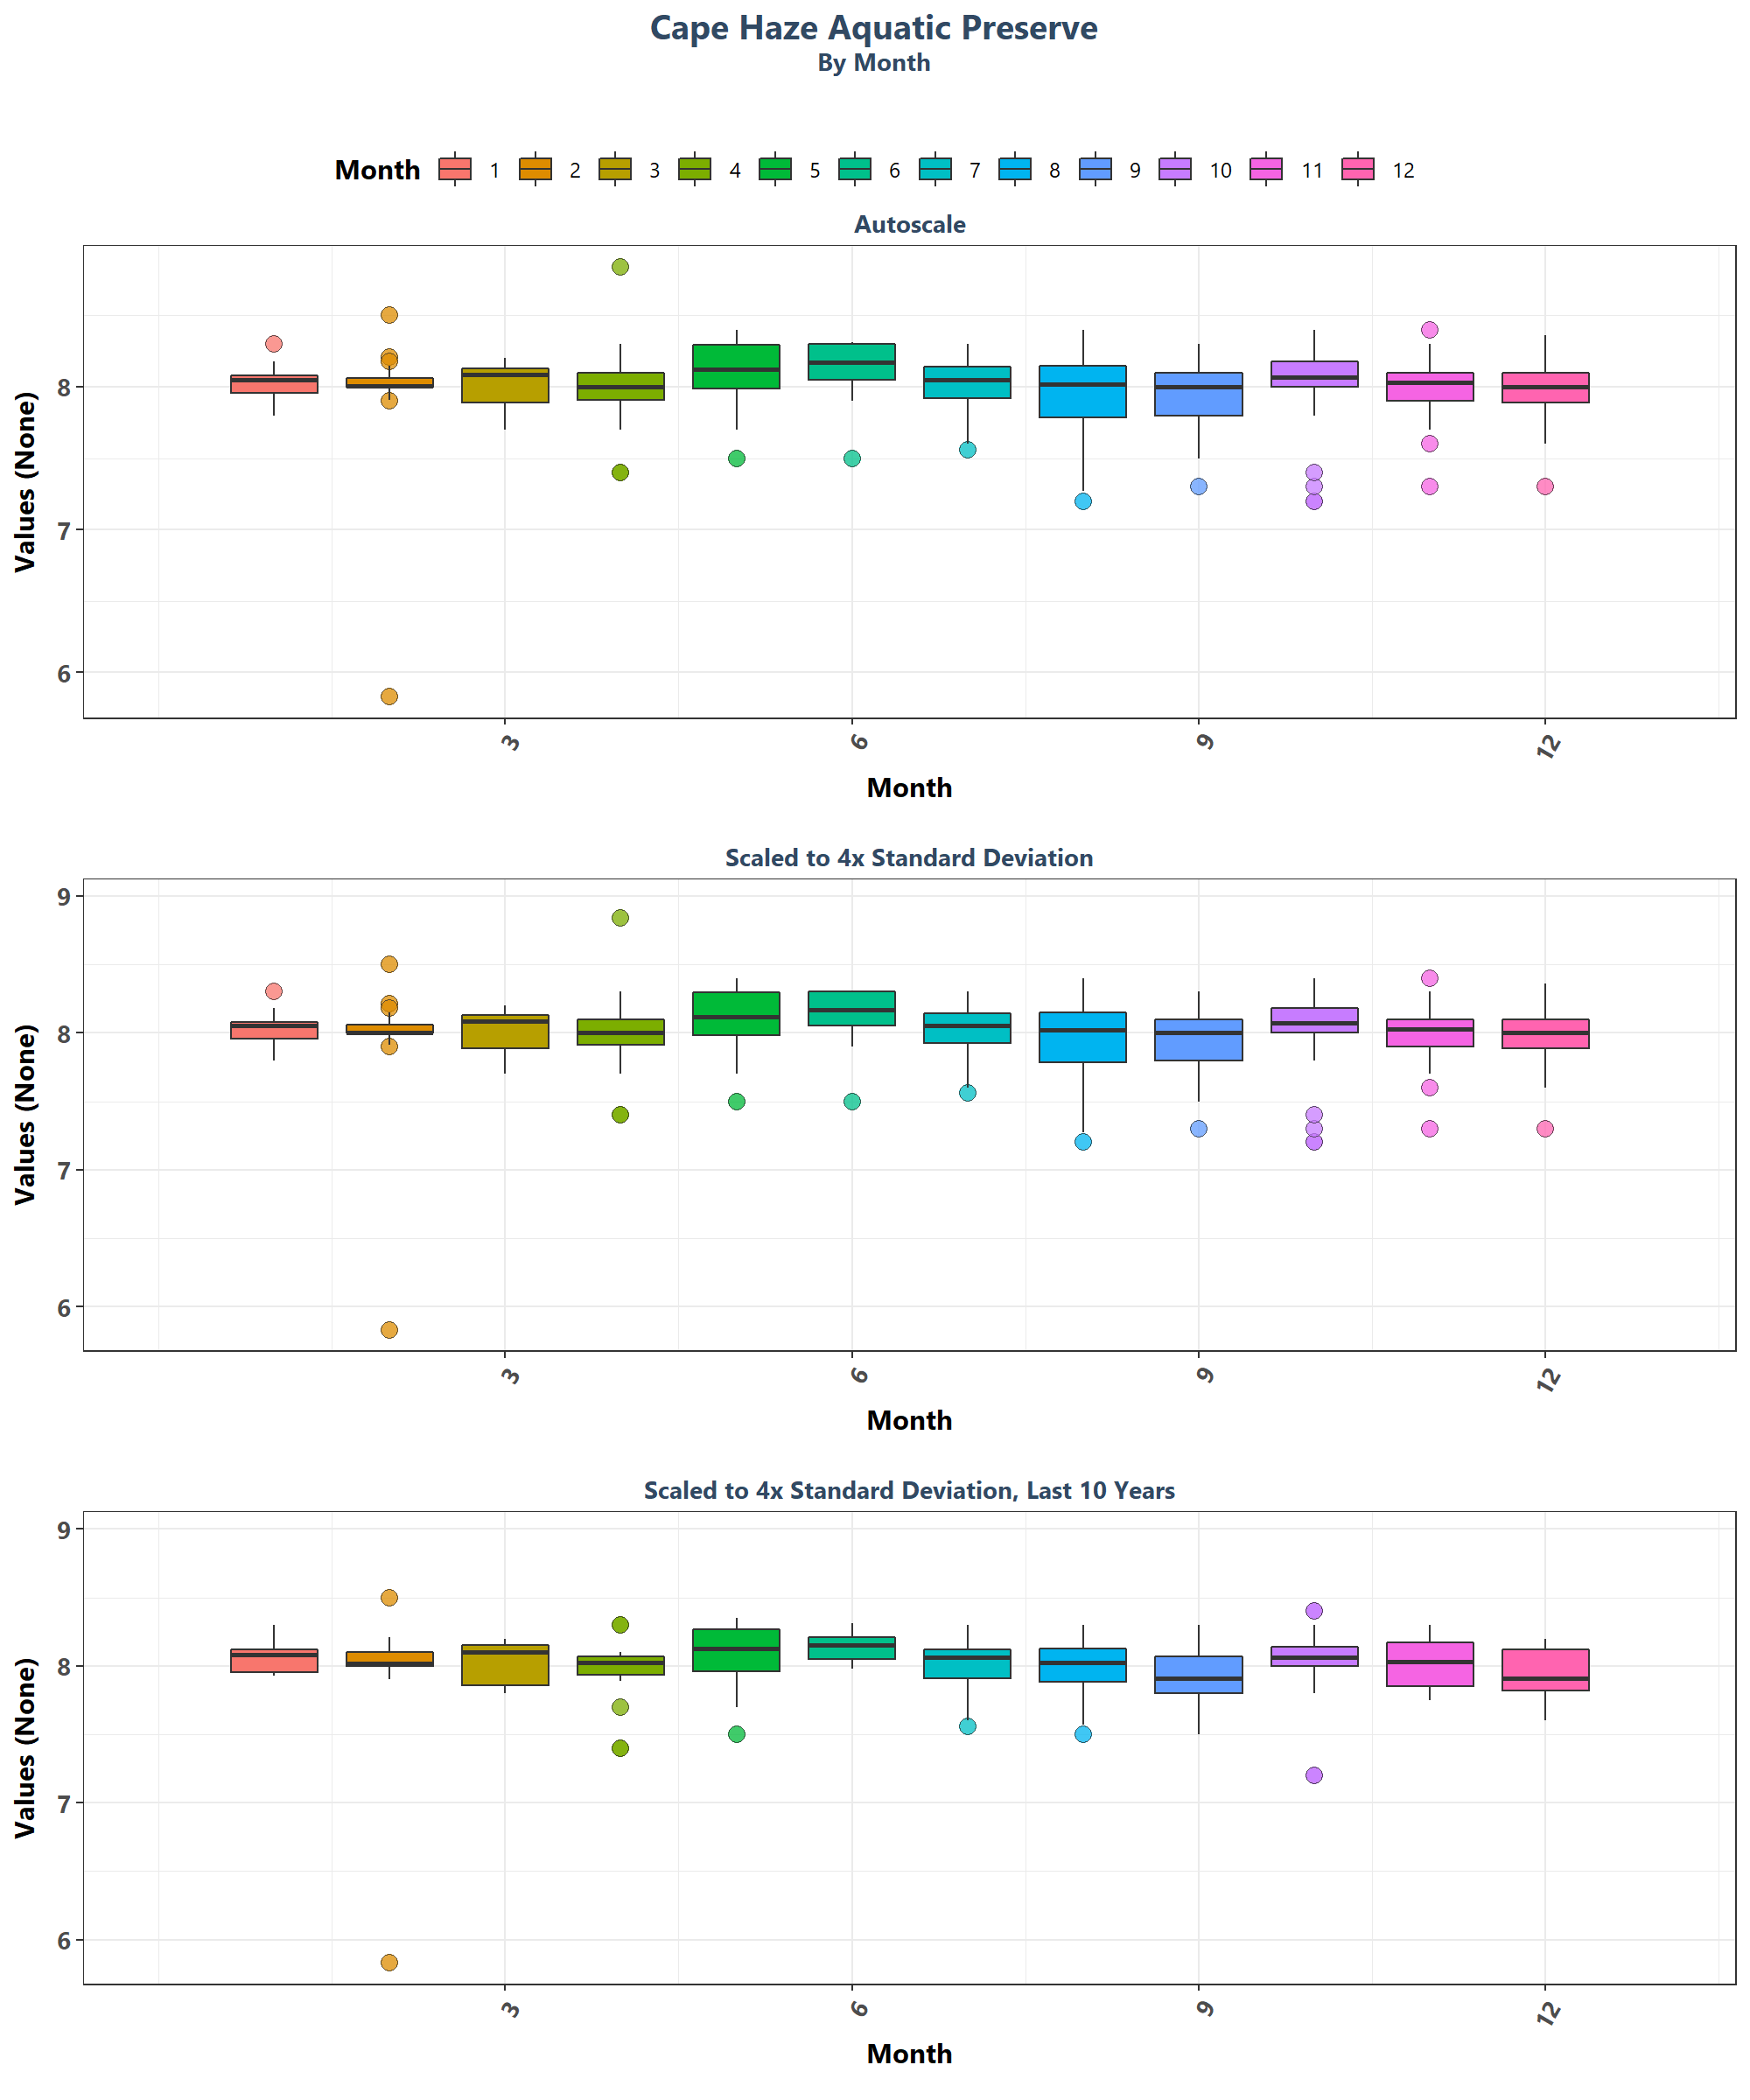 Cape Haze Aquatic Preserve
By Month
Month 1 2 3 4 5 6 7 8 9 10 11 12
Autoscale
Values (None)
8
7
6
3 6 9 12
Month
Scaled to 4x Standard Deviation
Values (None)
9
8
7
6
3 6 9 12
Month
Scaled to 4x Standard Deviation, Last 10 Years
Values (None)
9
8
7
6
3 6 9 12
Month